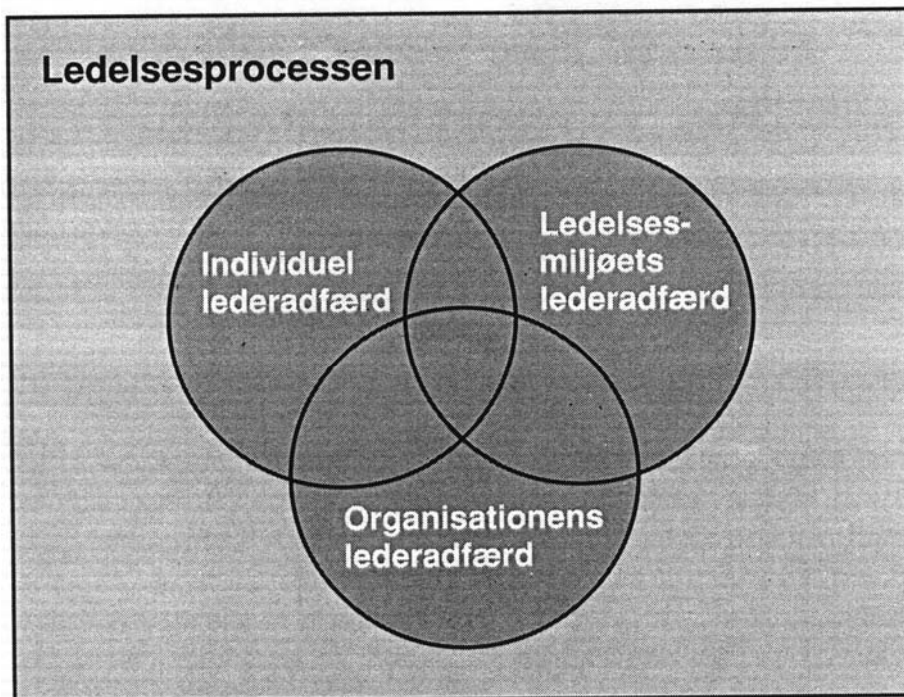 Ledelsesprocessen
Individuel
lederadfærd
Ledelses-
miljøets
lederadfærd
Organisationens
lederadfærd